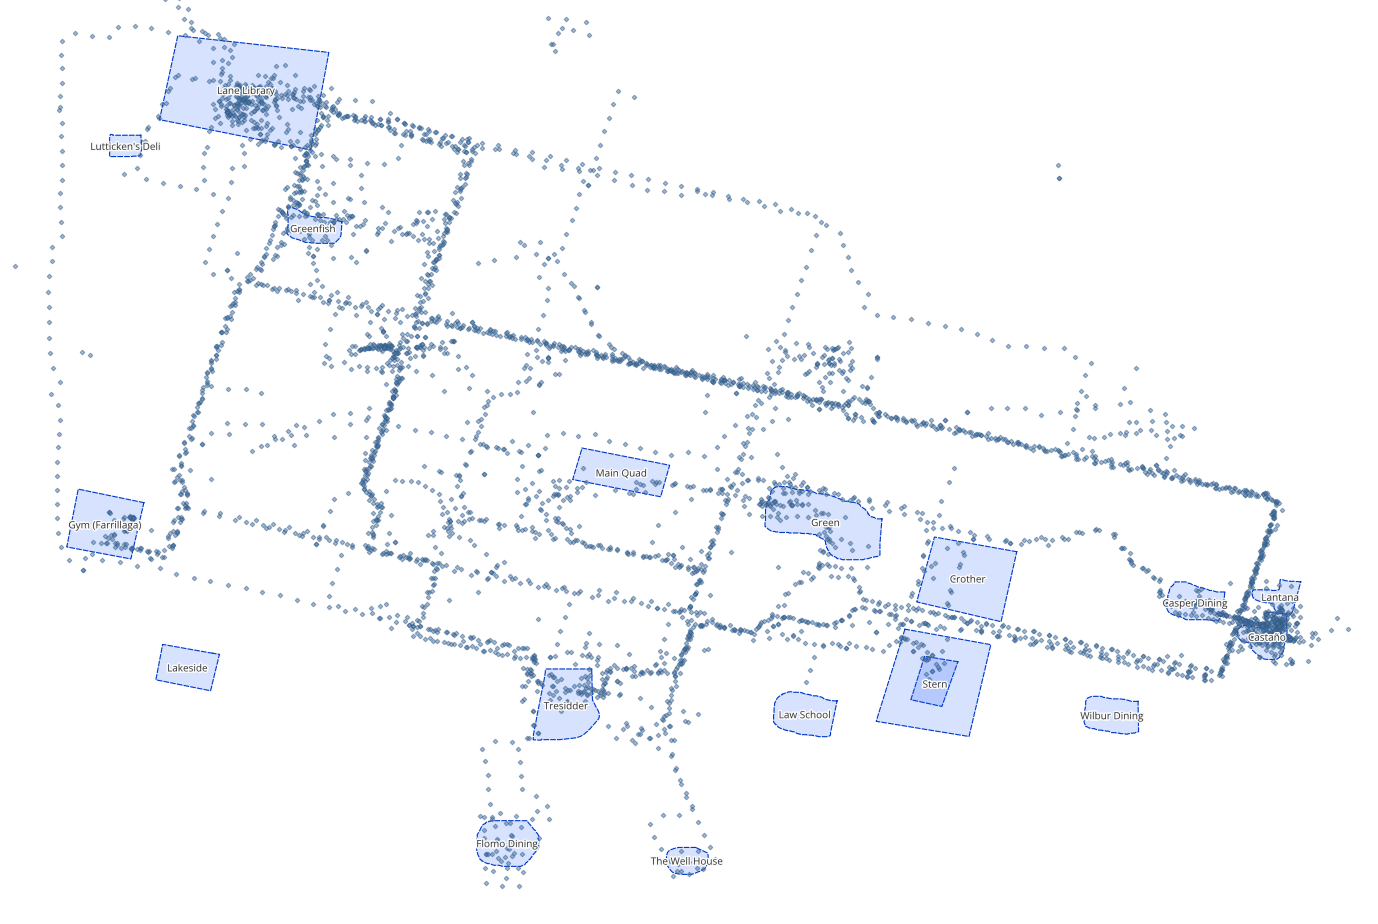 Lane Library
Lutticken's Deli
Greenfish
Main Quad
Gym (Farrillaga)
Green
Crother
Casper Dining
Lantana
Castaño
Lakeside
Stern
Tresidder
Law School
Wilbur Dining
Flomo Dining
The Well House